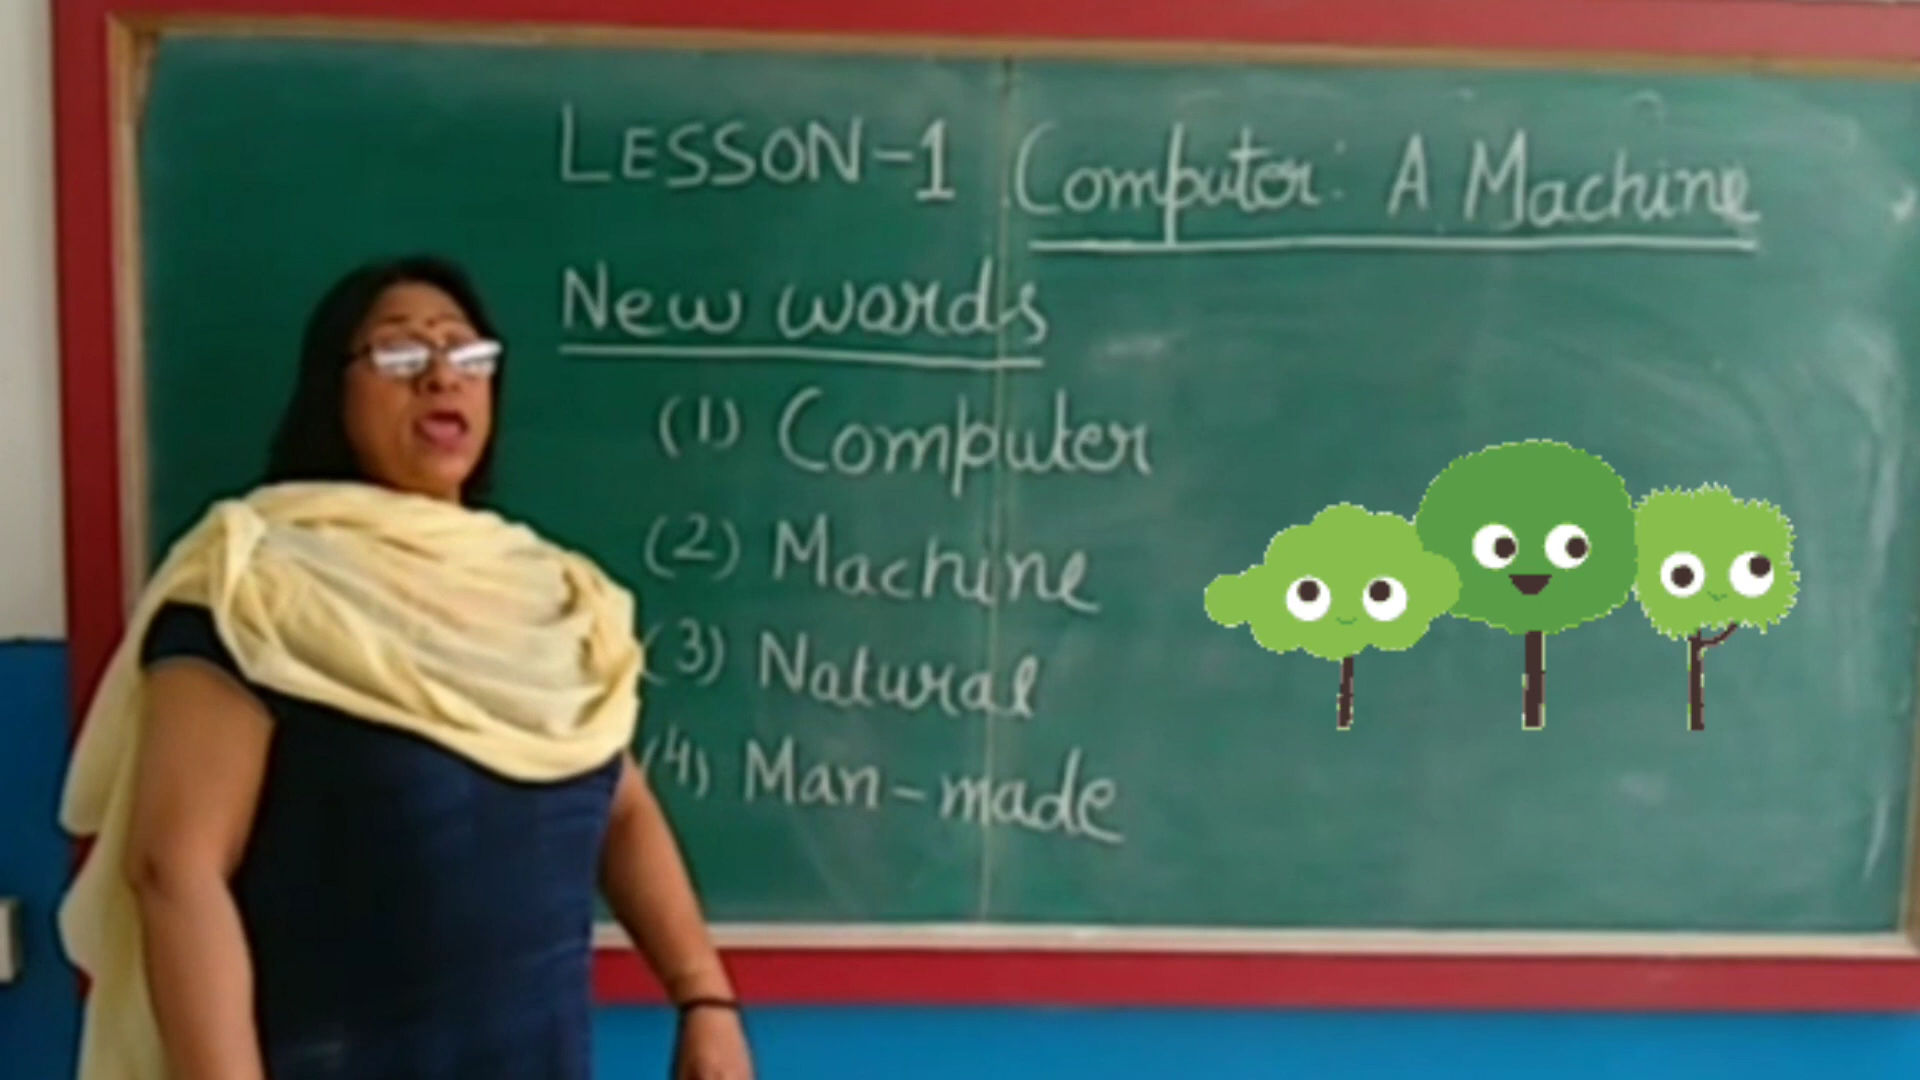 LESSON-1 Computer: A Machine
New words
(1) Computer
(2) Machine
(3) Natural
(4) Man-made